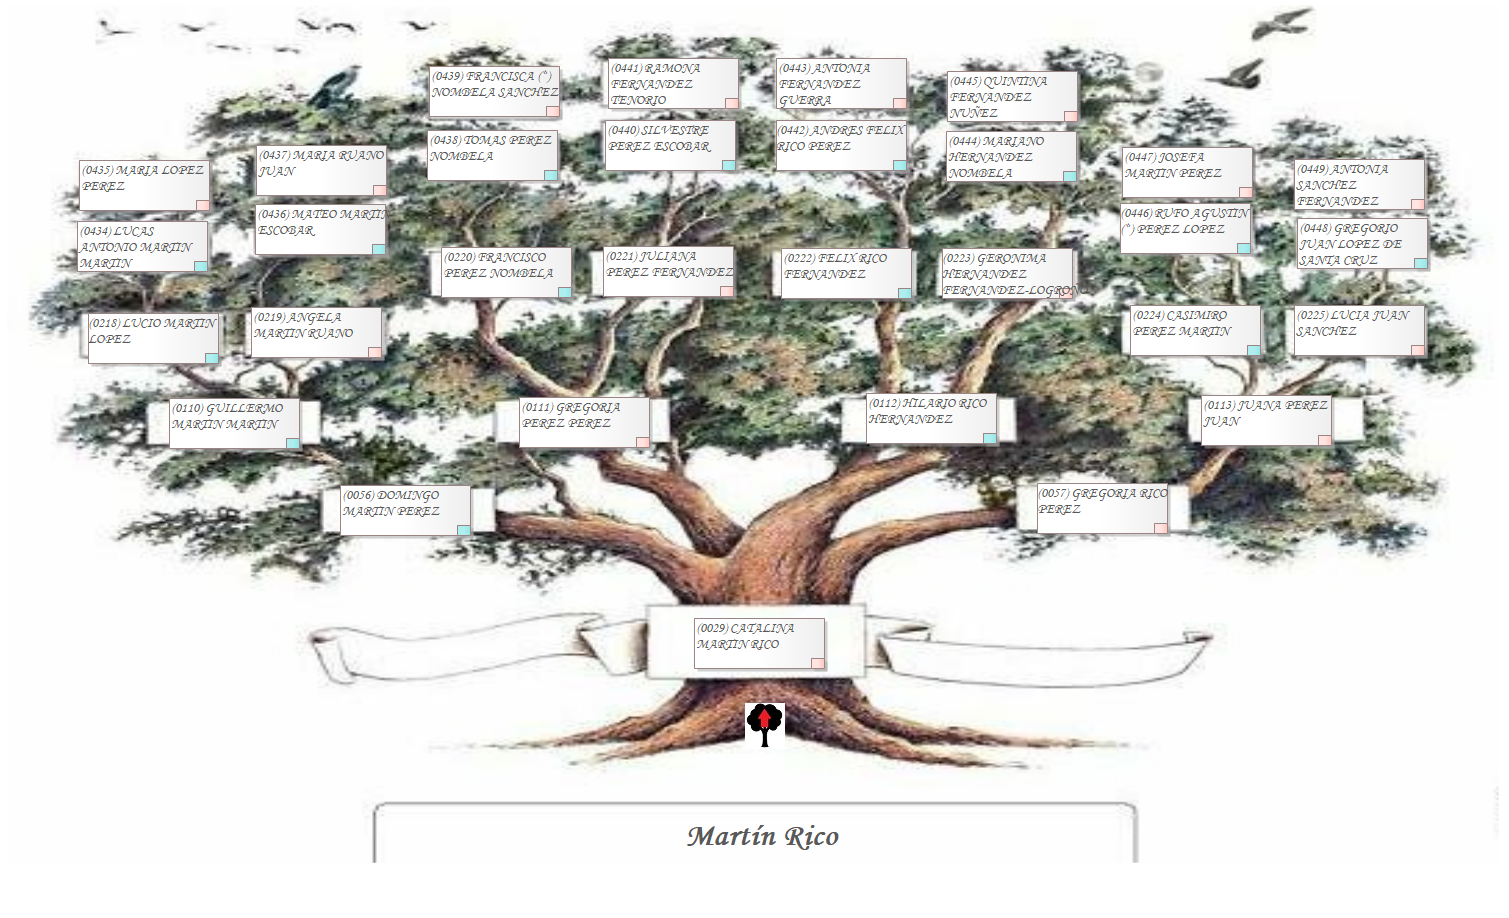 (0439) FRANCISCA (*)
NOMBELA SANCHEZ
(0441) RAMONA
FERNANDEZ
TENORIO
(0443) ANTONIA
FERNANDEZ
GUERRA
(0445) QUINTINA
FERNANDEZ
NUÑEZ
(0438) TOMAS PEREZ
NOMBELA
(0440) SILVESTRE
PEREZ ESCOBAR
(0442) ANDRES FELIX
RICO PEREZ
(0444) MARIANO
HERNANDEZ
NOMBELA
(0435) MARIA LOPEZ
PEREZ
(0437) MARIA RUANO
JUAN
(0447) JOSEFA
MARTIN PEREZ
(0449) ANTONIA
SANCHEZ
FERNANDEZ
(0434) LUCAS
ANTONIO MARTIN
MARTIN
(0436) MATEO MARTIN
ESCOBAR
(0446) RUFO AGUSTIN
(*) PEREZ LOPEZ
(0448) GREGORIO
JUAN LOPEZ DE
SANTA CRUZ
(0220) FRANCISCO
PEREZ NOMBELA
(0221) JULIANA
PEREZ FERNANDEZ
(0222) FELIX RICO
FERNANDEZ
(0223) GERONIMA
HERNANDEZ
FERNANDEZ-LOGROÑO
(0218) LUCIO MARTIN
LOPEZ
(0219) ANGELA
MARTIN RUANO
(0224) CASIMIRO
PEREZ MARTIN
(0225) LUCIA JUAN
SANCHEZ
(0110) GUILLERMO
MARTIN MARTIN
(0111) GREGORIA
PEREZ PEREZ
(0112) HILARIO RICO
HERNANDEZ
(0113) JUANA PEREZ
JUAN
(0056) DOMINGO
MARTIN PEREZ
(0057) GREGORIA RICO
PEREZ
(0029) CATALINA
MARTIN RICO
Martín Rico